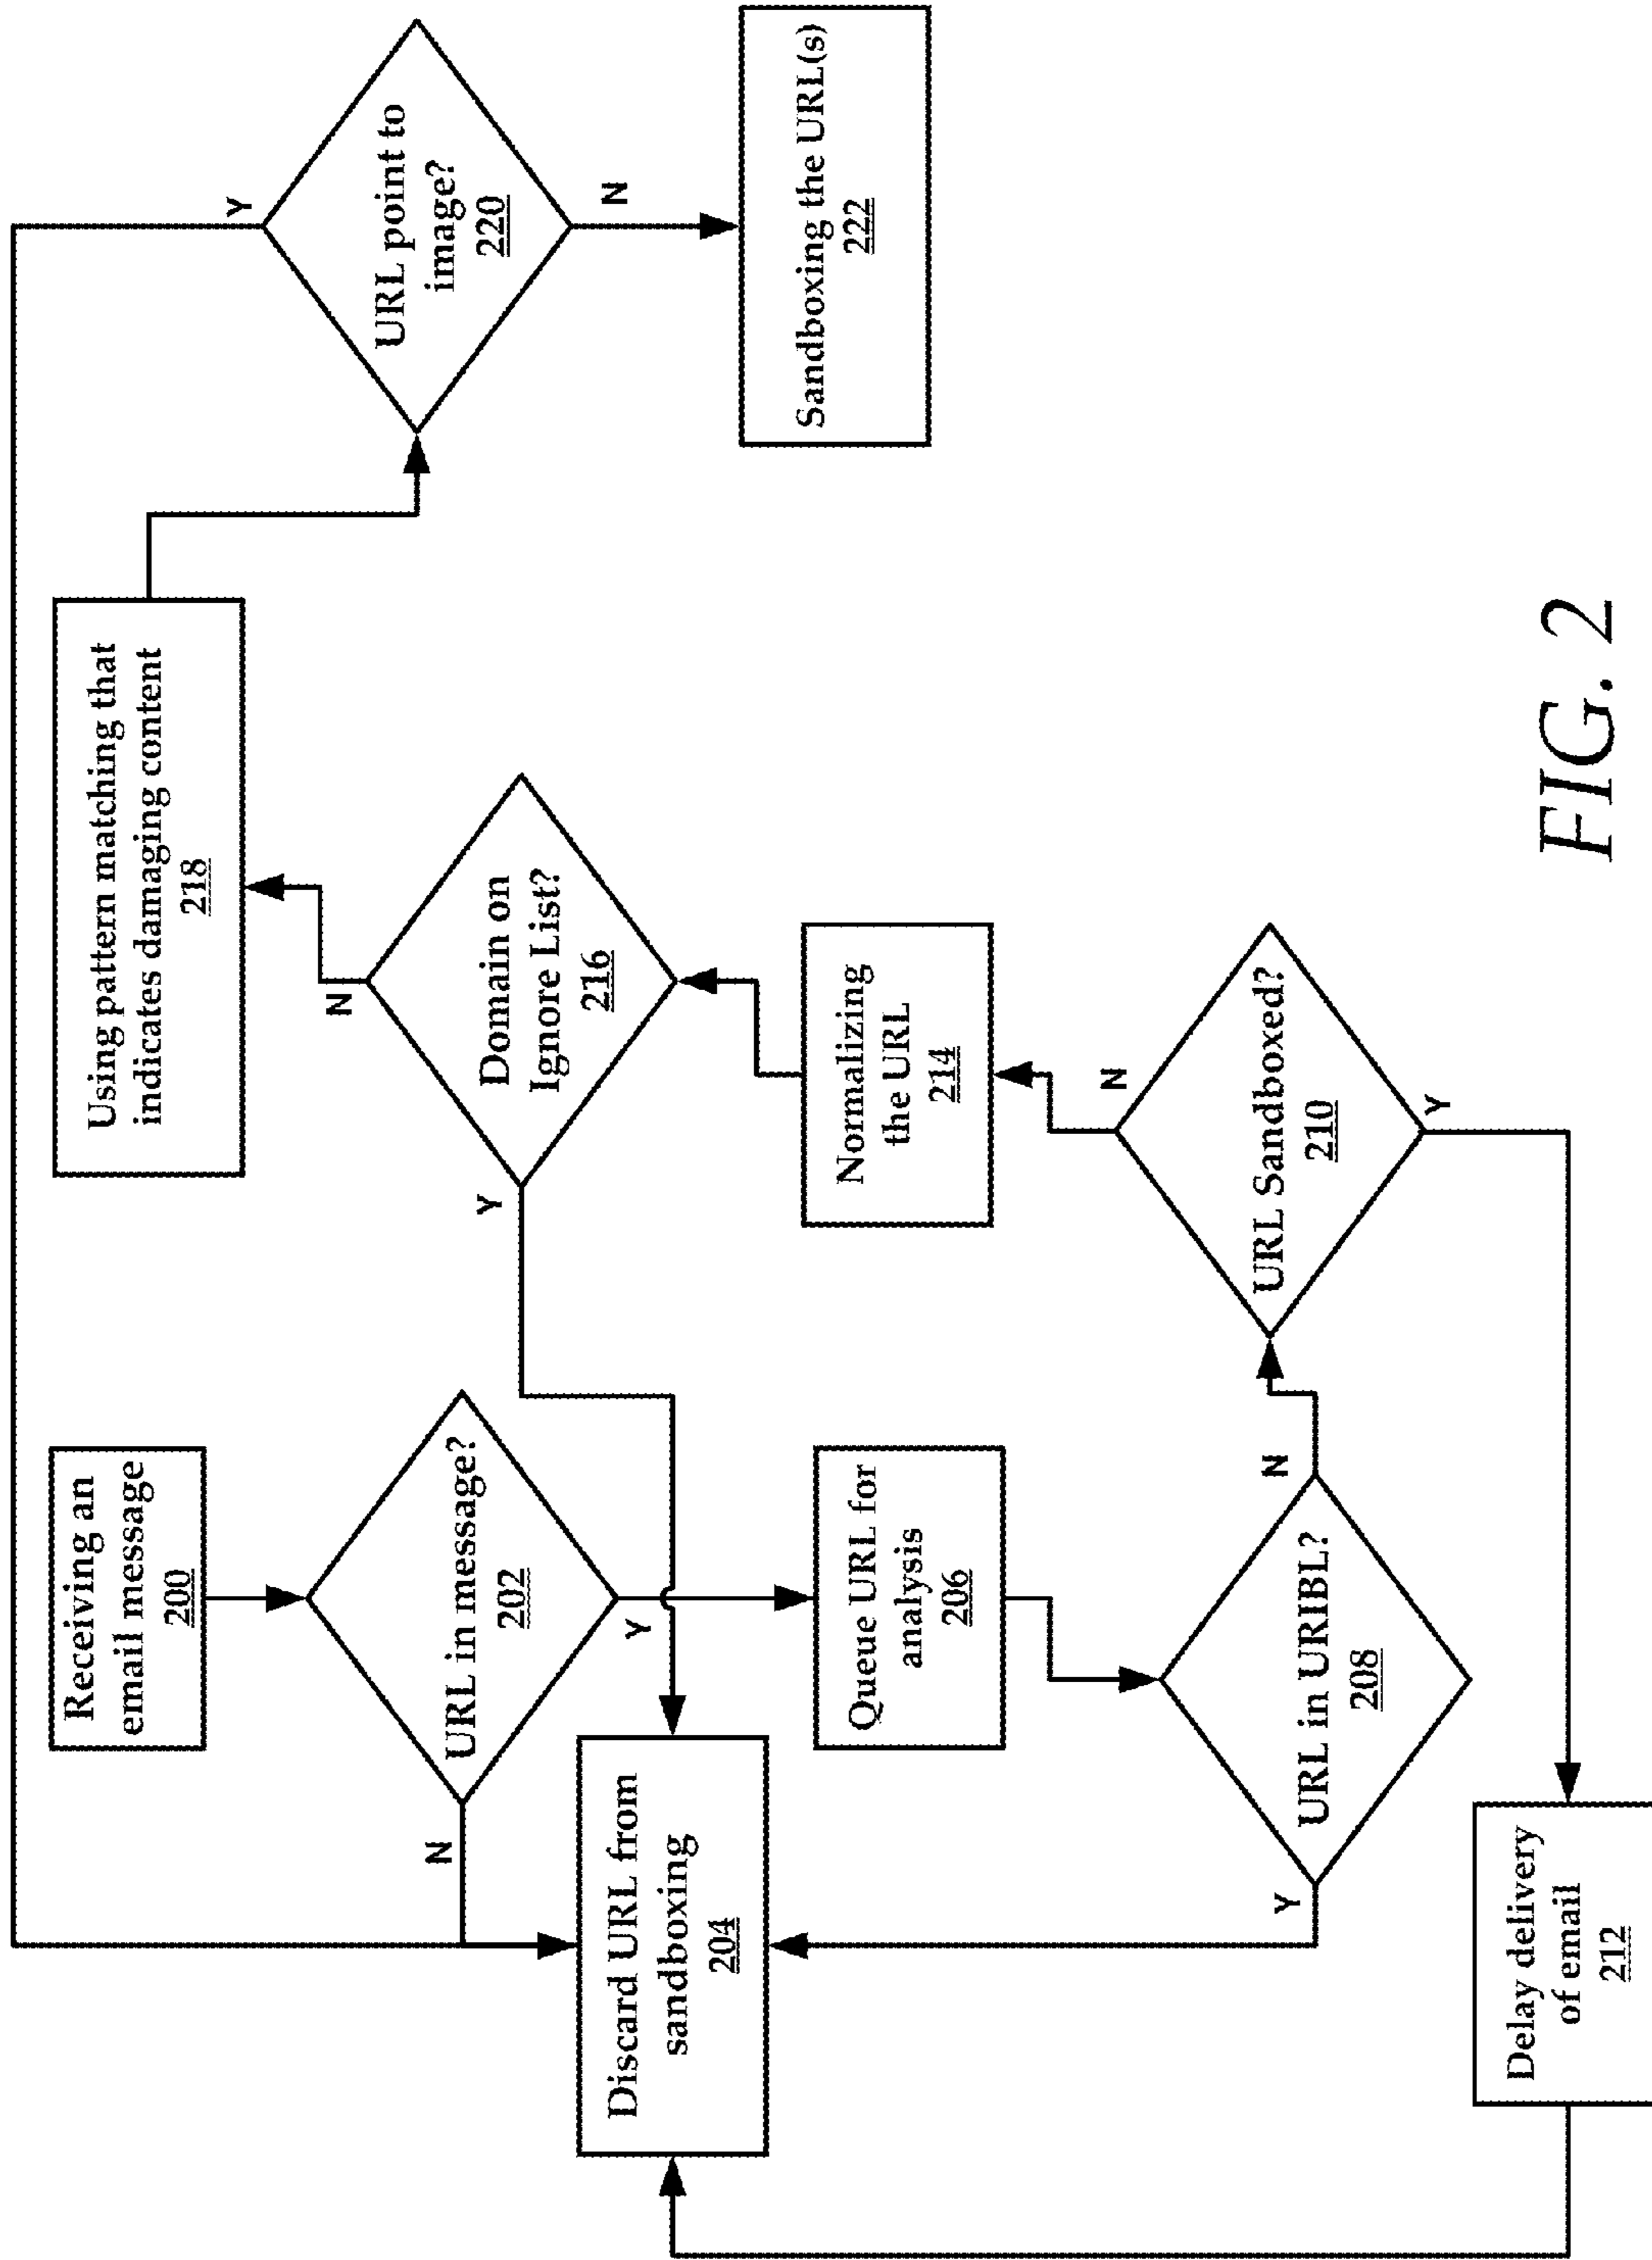 Receiving an
email message
200
URL in message?
202
N
Y
Discard URL from
sandboxing
204
Queue URL for
analysis
206
URL in URIBL?
208
Y
N
URL Sandboxed?
210
N
Y
Delay delivery
of email
212
Normalizing
the URL
214
Domain on
Ignore List?
216
Y
N
Using pattern matching that
indicates damaging content
218
URL point to
image?
220
Y
N
Sandboxing the URL(s)
222
FIG. 2